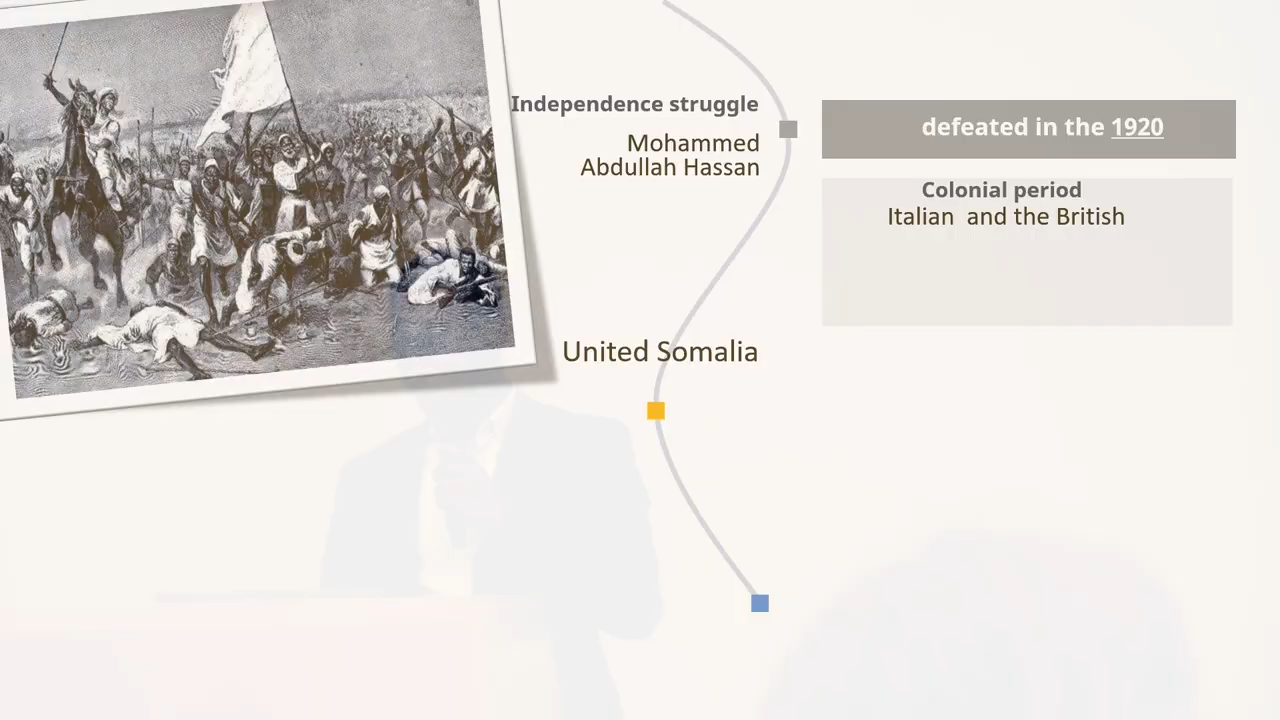 Independence struggle
Mohammed
Abdullah Hassan
defeated in the 1920
Colonial period
Italian  and the British
United Somalia